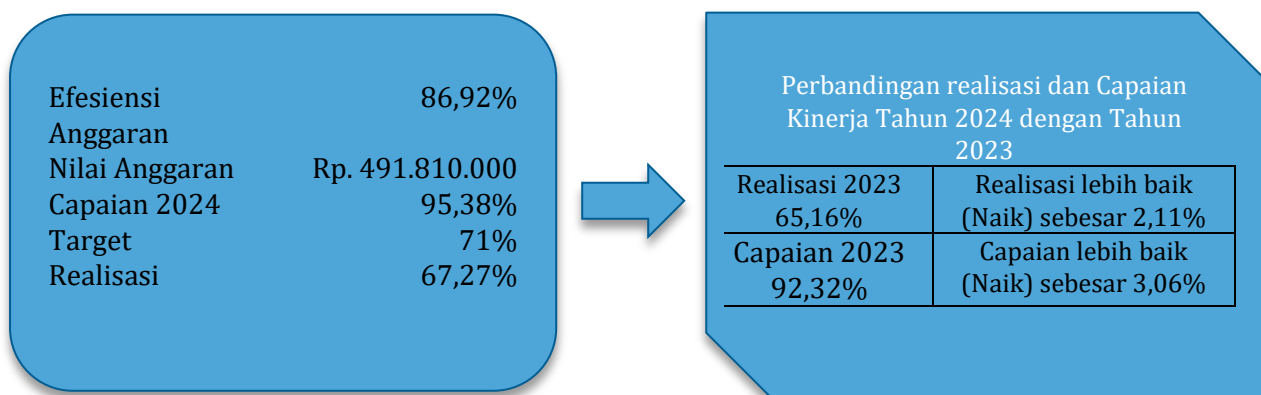 Efesiensi 86,92%
Anggaran
Nilai Anggaran Rp. 491.810.000
Capaian 2024 95,38%
Target 71%
Realisasi 67,27%
Perbandingan realisasi dan Capaian
Kinerja Tahun 2024 dengan Tahun
2023
Realisasi 2023
65,16%
Realisasi lebih baik
(Naik) sebesar 2,11%
Capaian 2023
92,32%
Capaian lebih baik
(Naik) sebesar 3,06%